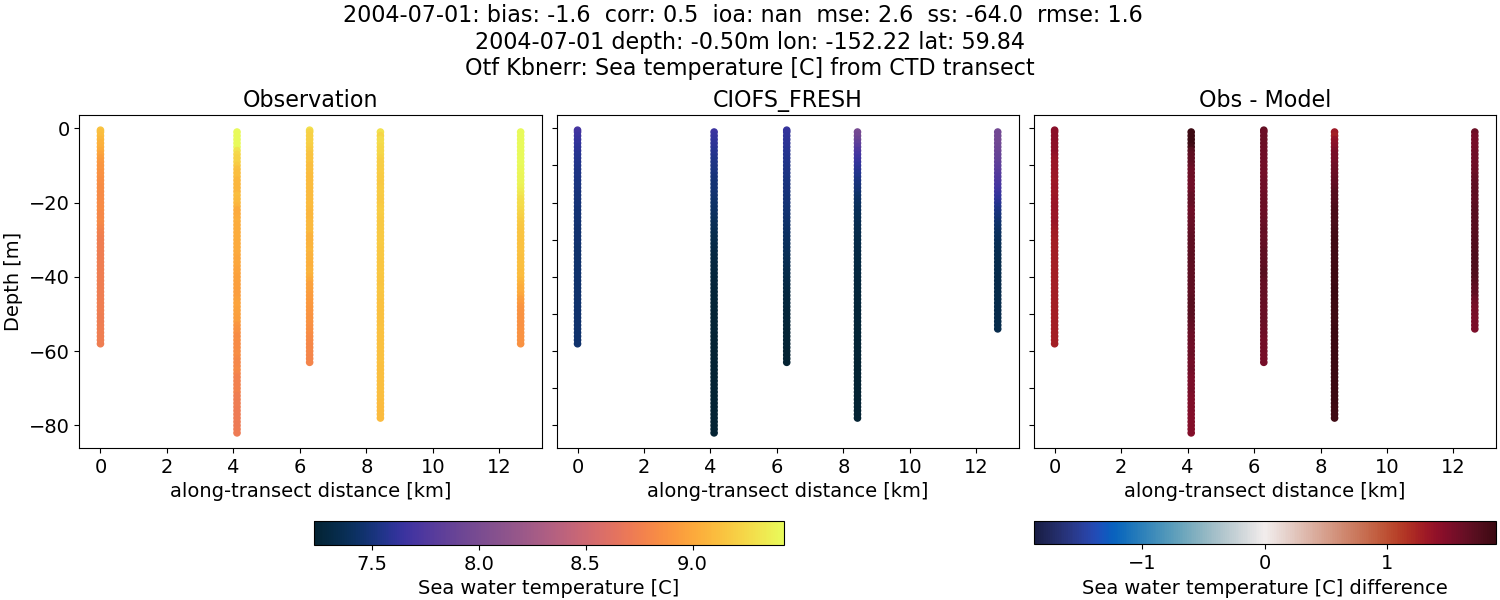 2004-07-01: bias: -1.6  corr: 0.5  ioa: nan  mse: 2.6  ss: -64.0  rmse: 1.6
2004-07-01 depth: -0.50m lon: -152.22 lat: 59.84
Otf Kbnerr: Sea temperature [C] from CTD transect
Observation
CIOFS_FRESH
Obs - Model
Depth [m]
0
−20
−40
−60
−80
0 2 4 6 8 10 12
0 2 4 6 8 10 12
0 2 4 6 8 10 12
along-transect distance [km]
along-transect distance [km]
along-transect distance [km]
7.5 8.0 8.5 9.0
Sea water temperature [C]
−1 0 1
Sea water temperature [C] difference